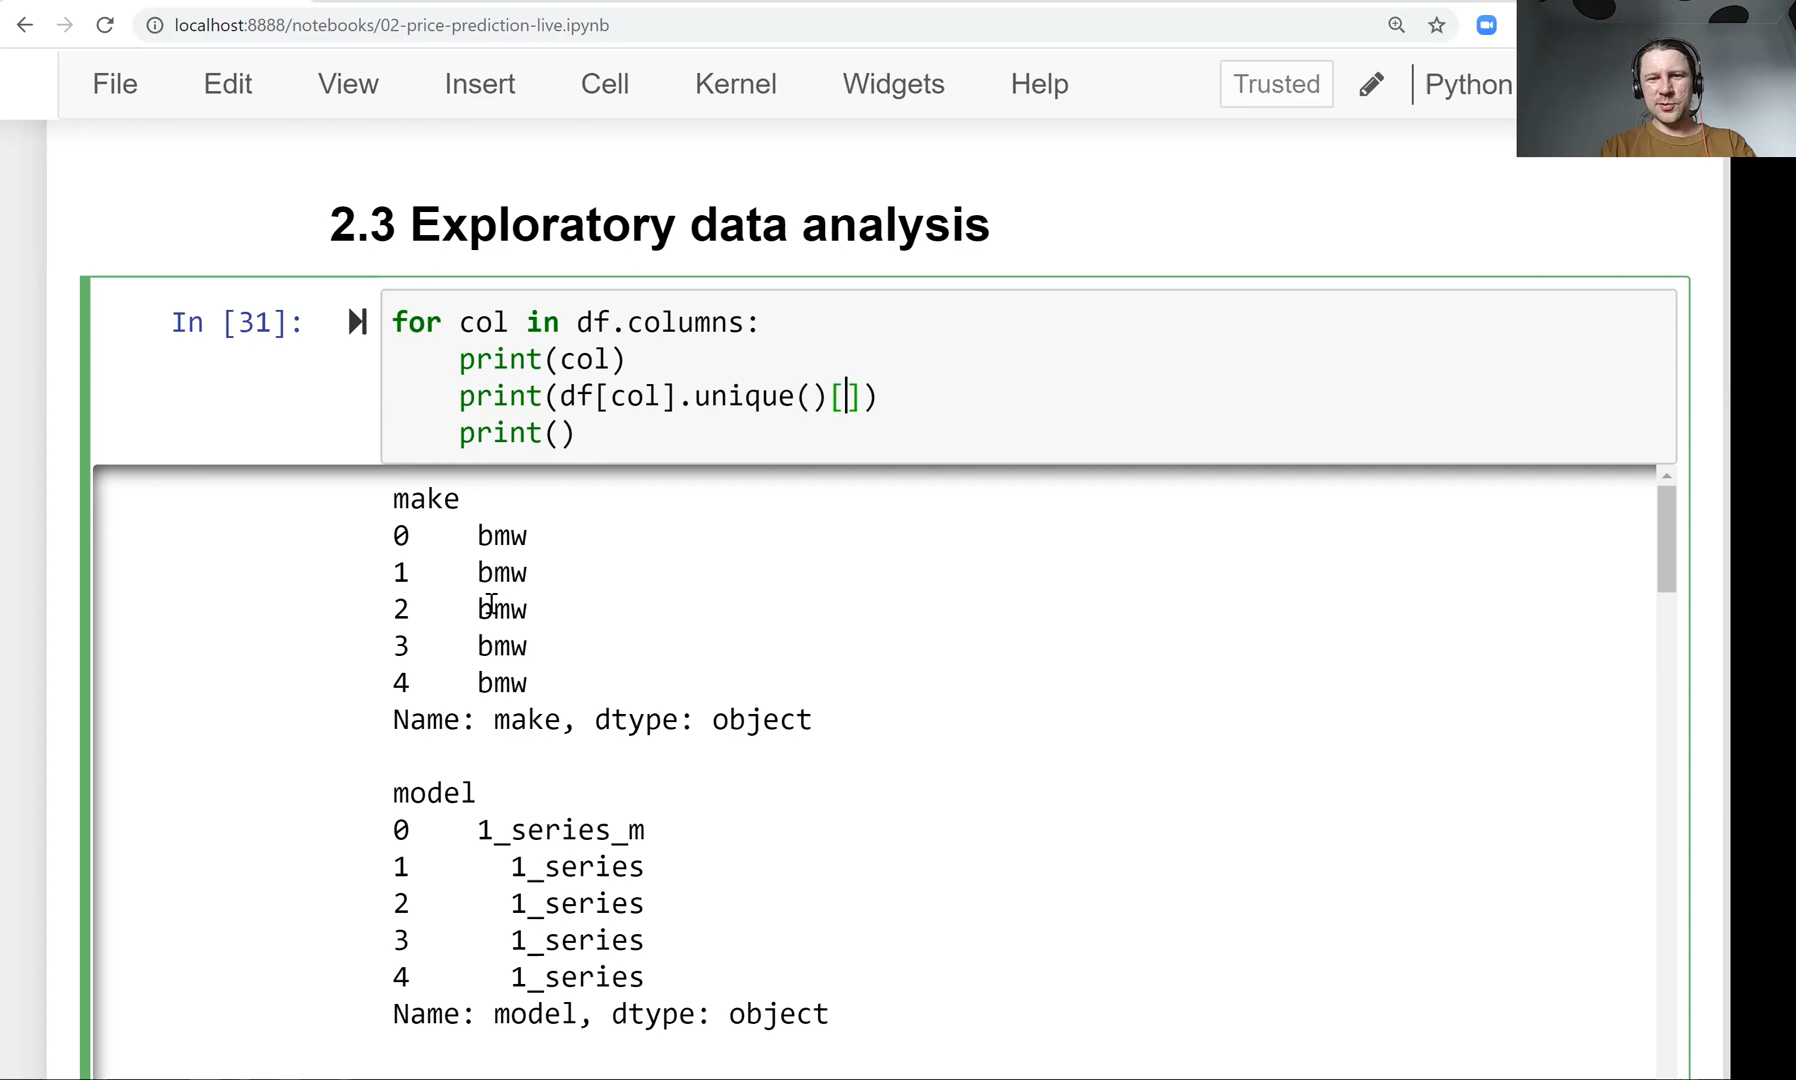 localhost:8888/notebooks/02-price-prediction-live.ipynb
File Edit View Insert Cell Kernel Widgets Help Trusted Python
2.3 Exploratory data analysis
In [31]:
for col in df.columns:
    print(col)
    print(df[col].unique()[])
    print()
make
0    bmw
1    bmw
2    bmw
3    bmw
4    bmw
Name: make, dtype: object
model
0    1_series_m
1      1_series
2      1_series
3      1_series
4      1_series
Name: model, dtype: object